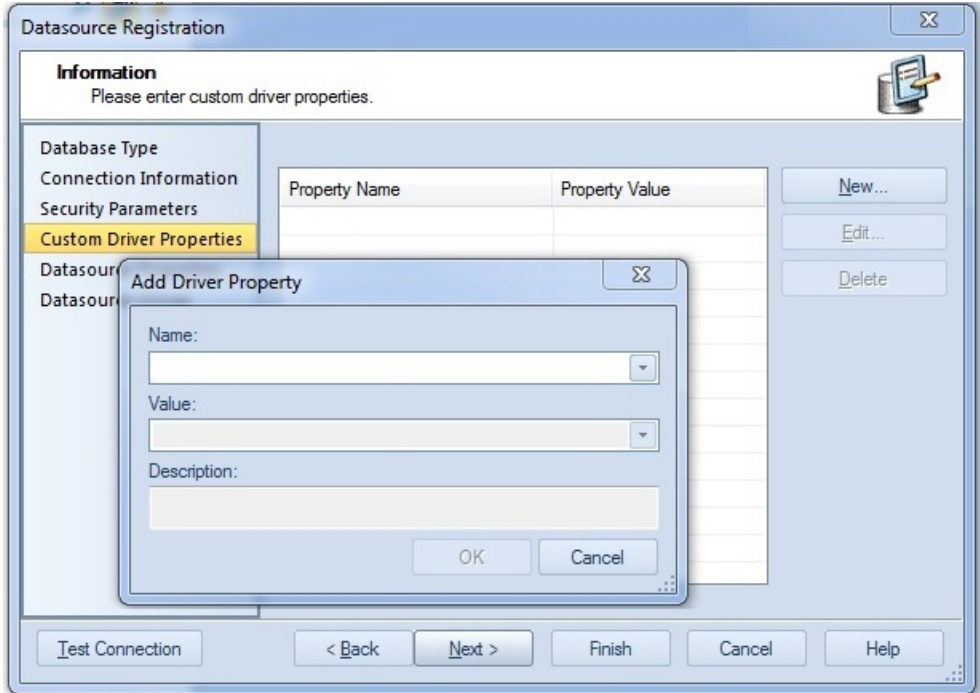 Datasource Registration
Information
Please enter custom driver properties.
Database Type
Connection Information
Security Parameters
Custom Driver Properties
Datasour
Datasour
Property Name Property Value
New...
Edit...
Delete
Add Driver Property
Name:
Value:
Description:
OK Cancel
Test Connection < Back Next > Finish Cancel Help